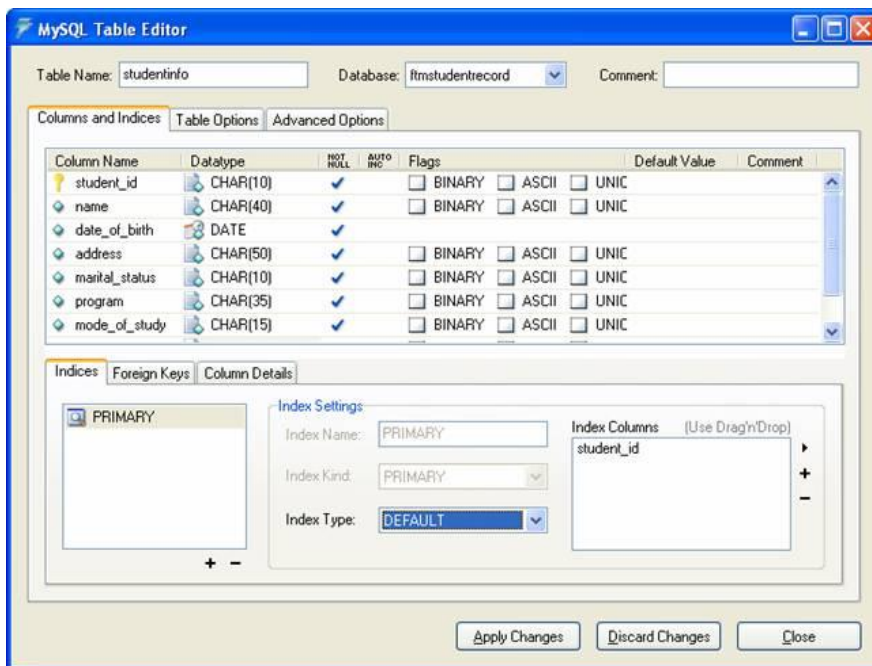 MySQL Table Editor
Table Name: studentinfo Database: ftmstudentrecord Comment:
Columns and Indices Table Options Advanced Options
Column Name Datatype NOT NULL AUTO INC Flags Default Value Comment
student_id CHAR(10) BINARY ASCII UNIC
name CHAR(40) BINARY ASCII UNIC
date_of_birth DATE
address CHAR(50) BINARY ASCII UNIC
marital_status CHAR(10) BINARY ASCII UNIC
program CHAR(35) BINARY ASCII UNIC
mode_of_study CHAR(15) BINARY ASCII UNIC
Indices Foreign Keys Column Details
PRIMARY
Index Settings
Index Name: PRIMARY
Index Kind: PRIMARY
Index Type: DEFAULT
Index Columns (Use Drag'n'Drop)
student_id
Apply Changes Discard Changes Close